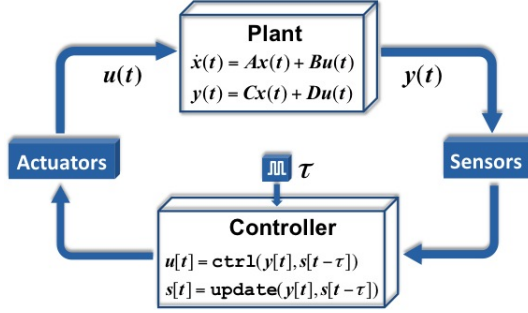 Plant
ẋ(t) = Ax(t) + Bu(t)
y(t) = Cx(t) + Du(t)
u(t)
y(t)
Actuators
Sensors
τ
Controller
u[t] = ctrl(y[t], s[t − τ])
s[t] = update(y[t], s[t − τ])